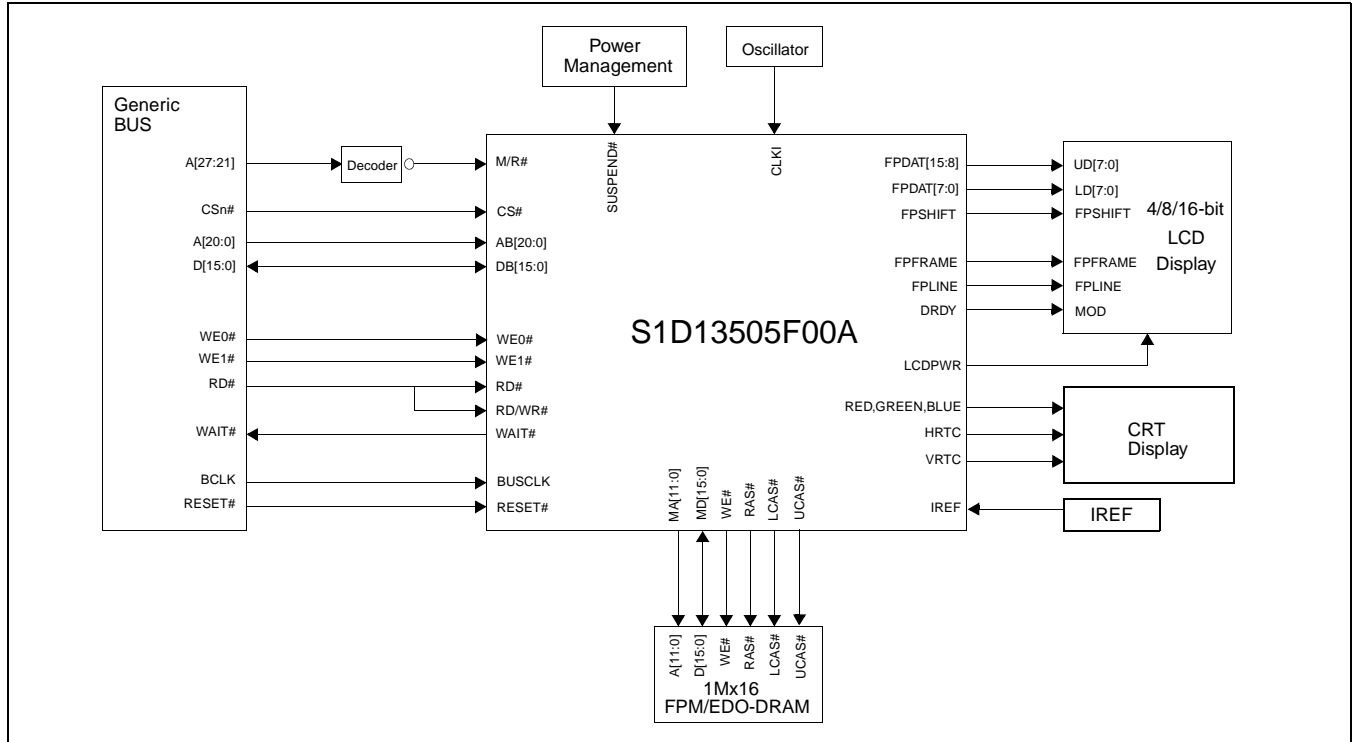 Power
Management
Oscillator
Generic
BUS
A[27:21]
CSn#
A[20:0]
D[15:0]
WE0#
WE1#
RD#
WAIT#
BCLK
RESET#
Decoder
M/R#
CS#
AB[20:0]
DB[15:0]
WE0#
WE1#
RD#
RD/WR#
WAIT#
BUSCLK
RESET#
SUSPEND#
CLKI
S1D13505F00A
FPDAT[15:8]
FPDAT[7:0]
FPSHIFT
FPFRAME
FPLINE
DRDY
LCDPWR
RED,GREEN,BLUE
HRTC
VRTC
IREF
UD[7:0]
LD[7:0]
FPSHIFT
FPFRAME
FPLINE
MOD
4/8/16-bit
LCD
Display
CRT
Display
IREF
MA[11:0]
MD[15:0]
WE#
RAS#
LCAS#
UCAS#
A[11:0]
D[15:0]
WE#
RAS#
LCAS#
UCAS#
1Mx16
FPM/EDO-DRAM